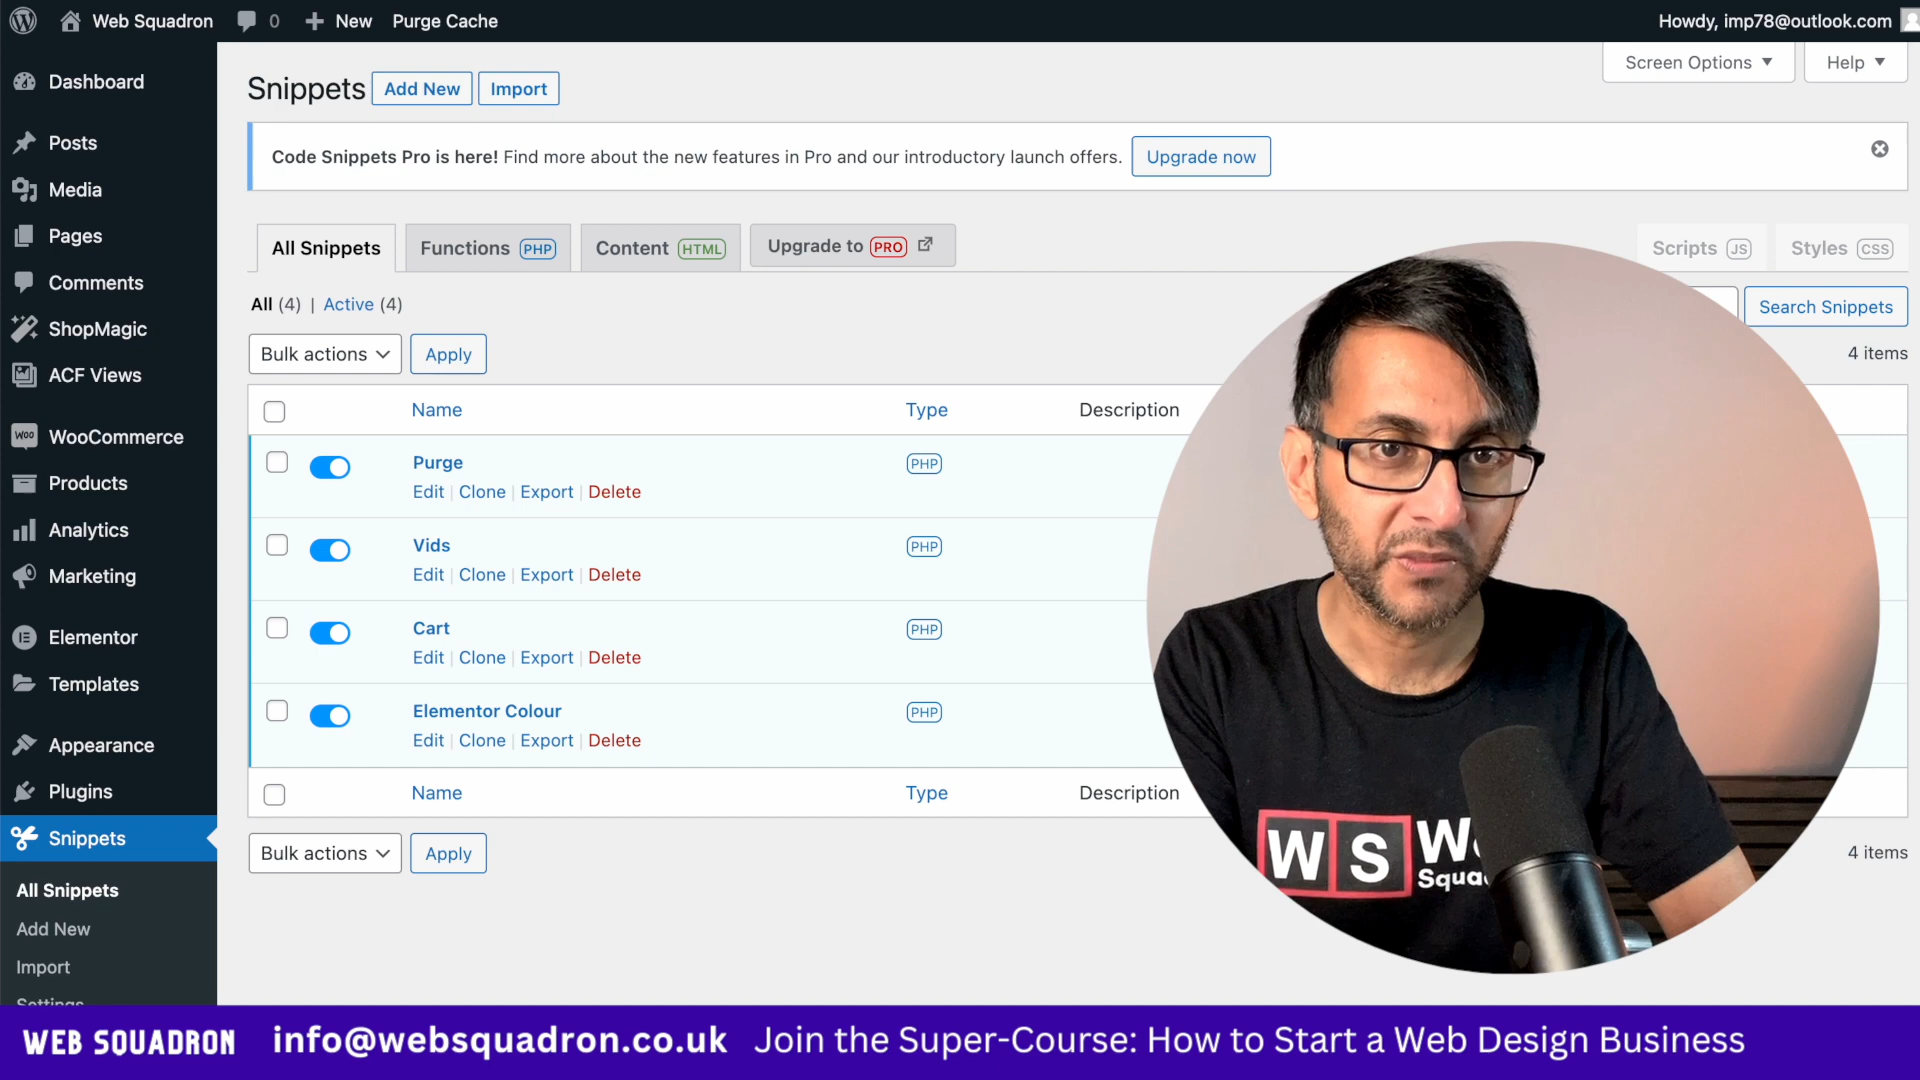 Web Squadron 0 New Purge Cache Howdy, imp78@outlook.com
Screen Options Help
Dashboard
Posts
Media
Pages
Comments
ShopMagic
ACF Views
WOO WooCommerce
Products
Analytics
Marketing
Elementor
Templates
Appearance
Plugins
Snippets
All Snippets
Add New
Import
Settings
Snippets Add New Import
Code Snippets Pro is here! Find more about the new features in Pro and our introductory launch offers. Upgrade now
All Snippets Functions PHP Content HTML Upgrade to PRO Scripts JS Styles CSS
All (4) | Active (4)
Search Snippets
Bulk actions Apply 4 items
Name Type Description
Purge PHP
Edit | Clone | Export | Delete
Vids PHP
Edit | Clone | Export | Delete
Cart PHP
Edit | Clone | Export | Delete
Elementor Colour PHP
Edit | Clone | Export | Delete
Name Type Description
Bulk actions Apply 4 items
WS
Squa
WEB SQUADRON info@websquadron.co.uk Join the Super-Course: How to Start a Web Design Business